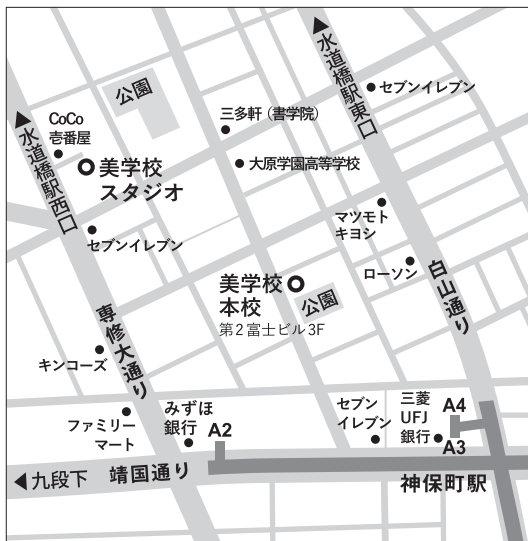 ▲水道橋駅東口
セブンイレブン
公園
CoCo
壱番屋
▲水道橋駅西口
三多軒（書学院）
美学校
スタジオ
大原学園高等学校
マツモト
キヨシ
セブンイレブン
ローソン
白山通り
美学校
本校
公園
第2富士ビル3F
専修大通り
キンコーズ
みずほ
銀行
ファミリー
マート
A2
セブン
イレブン
三菱
UFJ
銀行
A4
A3
◀九段下
靖国通り
神保町駅